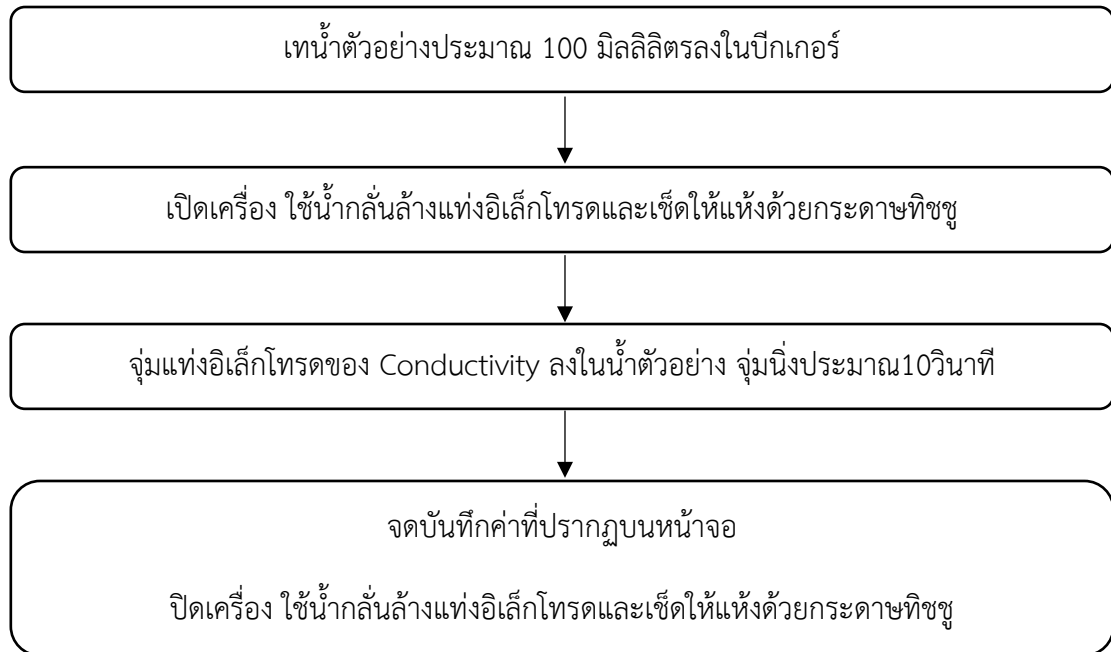 เทน้ำตัวอย่างประมาณ 100 มิลลิลิตรลงในบีกเกอร์
เปิดเครื่อง ใช้น้ำกลั่นล้างแท่งอิเล็กโทรดและเช็ดให้แห้งด้วยกระดาษทิชชู
จุ่มแท่งอิเล็กโทรดของ Conductivity ลงในน้ำตัวอย่าง จุ่มนิ่งประมาณ10วินาที
จดบันทึกค่าที่ปรากฏบนหน้าจอ
ปิดเครื่อง ใช้น้ำกลั่นล้างแท่งอิเล็กโทรดและเช็ดให้แห้งด้วยกระดาษทิชชู